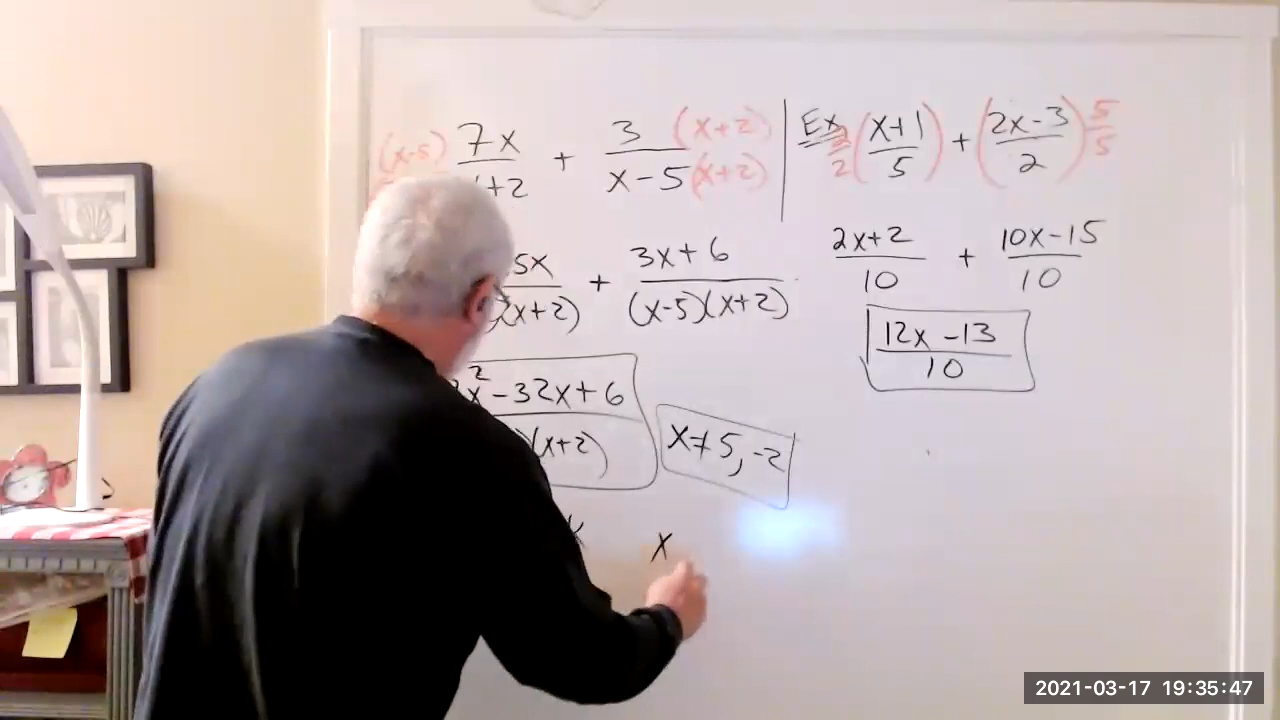 (x-5) 7x + 3 (x+2)
+2 x-5 (x+2)
5x + 3x+6
(x+2) (x-5)(x+2)
x²-32x+6
(x+2)
x≠5,-2
x
Ex 2/2 (x+1/5) + (2x-3/2) 5/5
2x+2/10 + 10x-15/10
12x-13/10
2021-03-17 19:35:47